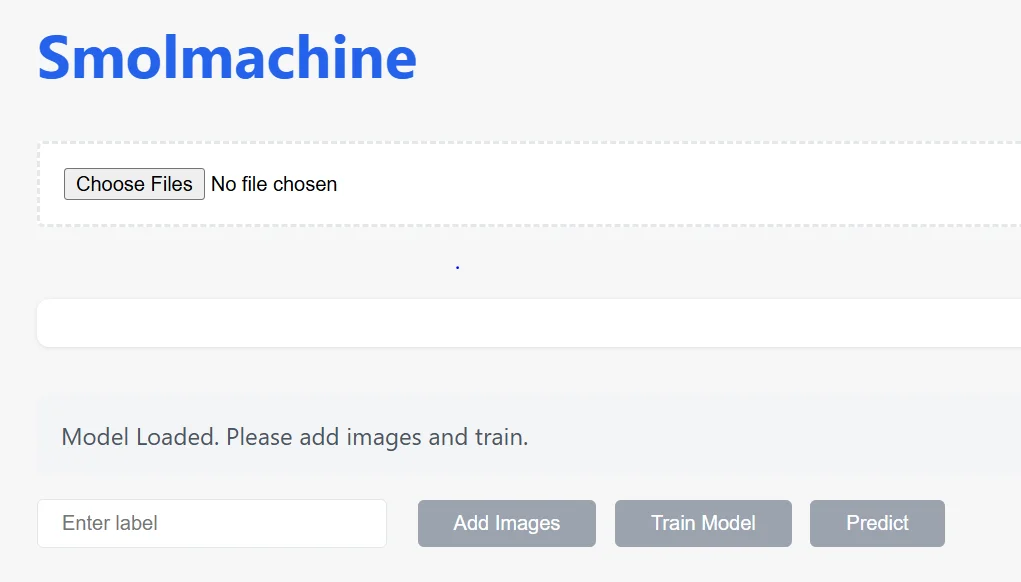 Smolmachine
Choose Files No file chosen
Model Loaded. Please add images and train.
Enter label Add Images Train Model Predict